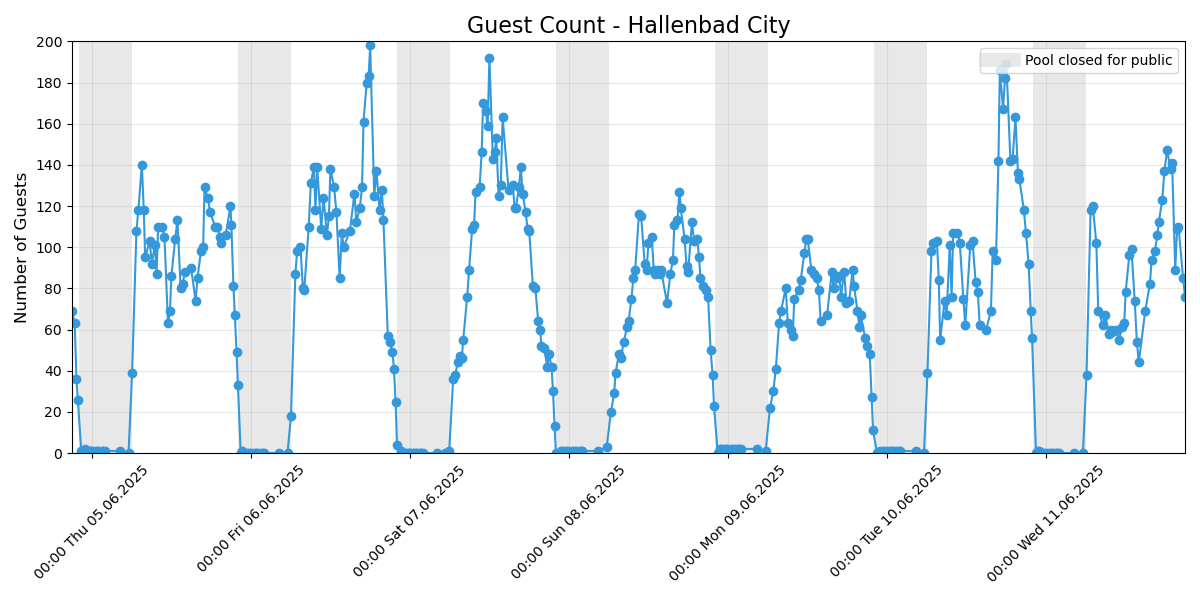 Guest Count - Hallenbad City
Pool closed for public
Number of Guests
200
180
160
140
120
100
80
60
40
20
0
00:00 Thu 05.06.2025
00:00 Fri 06.06.2025
00:00 Sat 07.06.2025
00:00 Sun 08.06.2025
00:00 Mon 09.06.2025
00:00 Tue 10.06.2025
00:00 Wed 11.06.2025